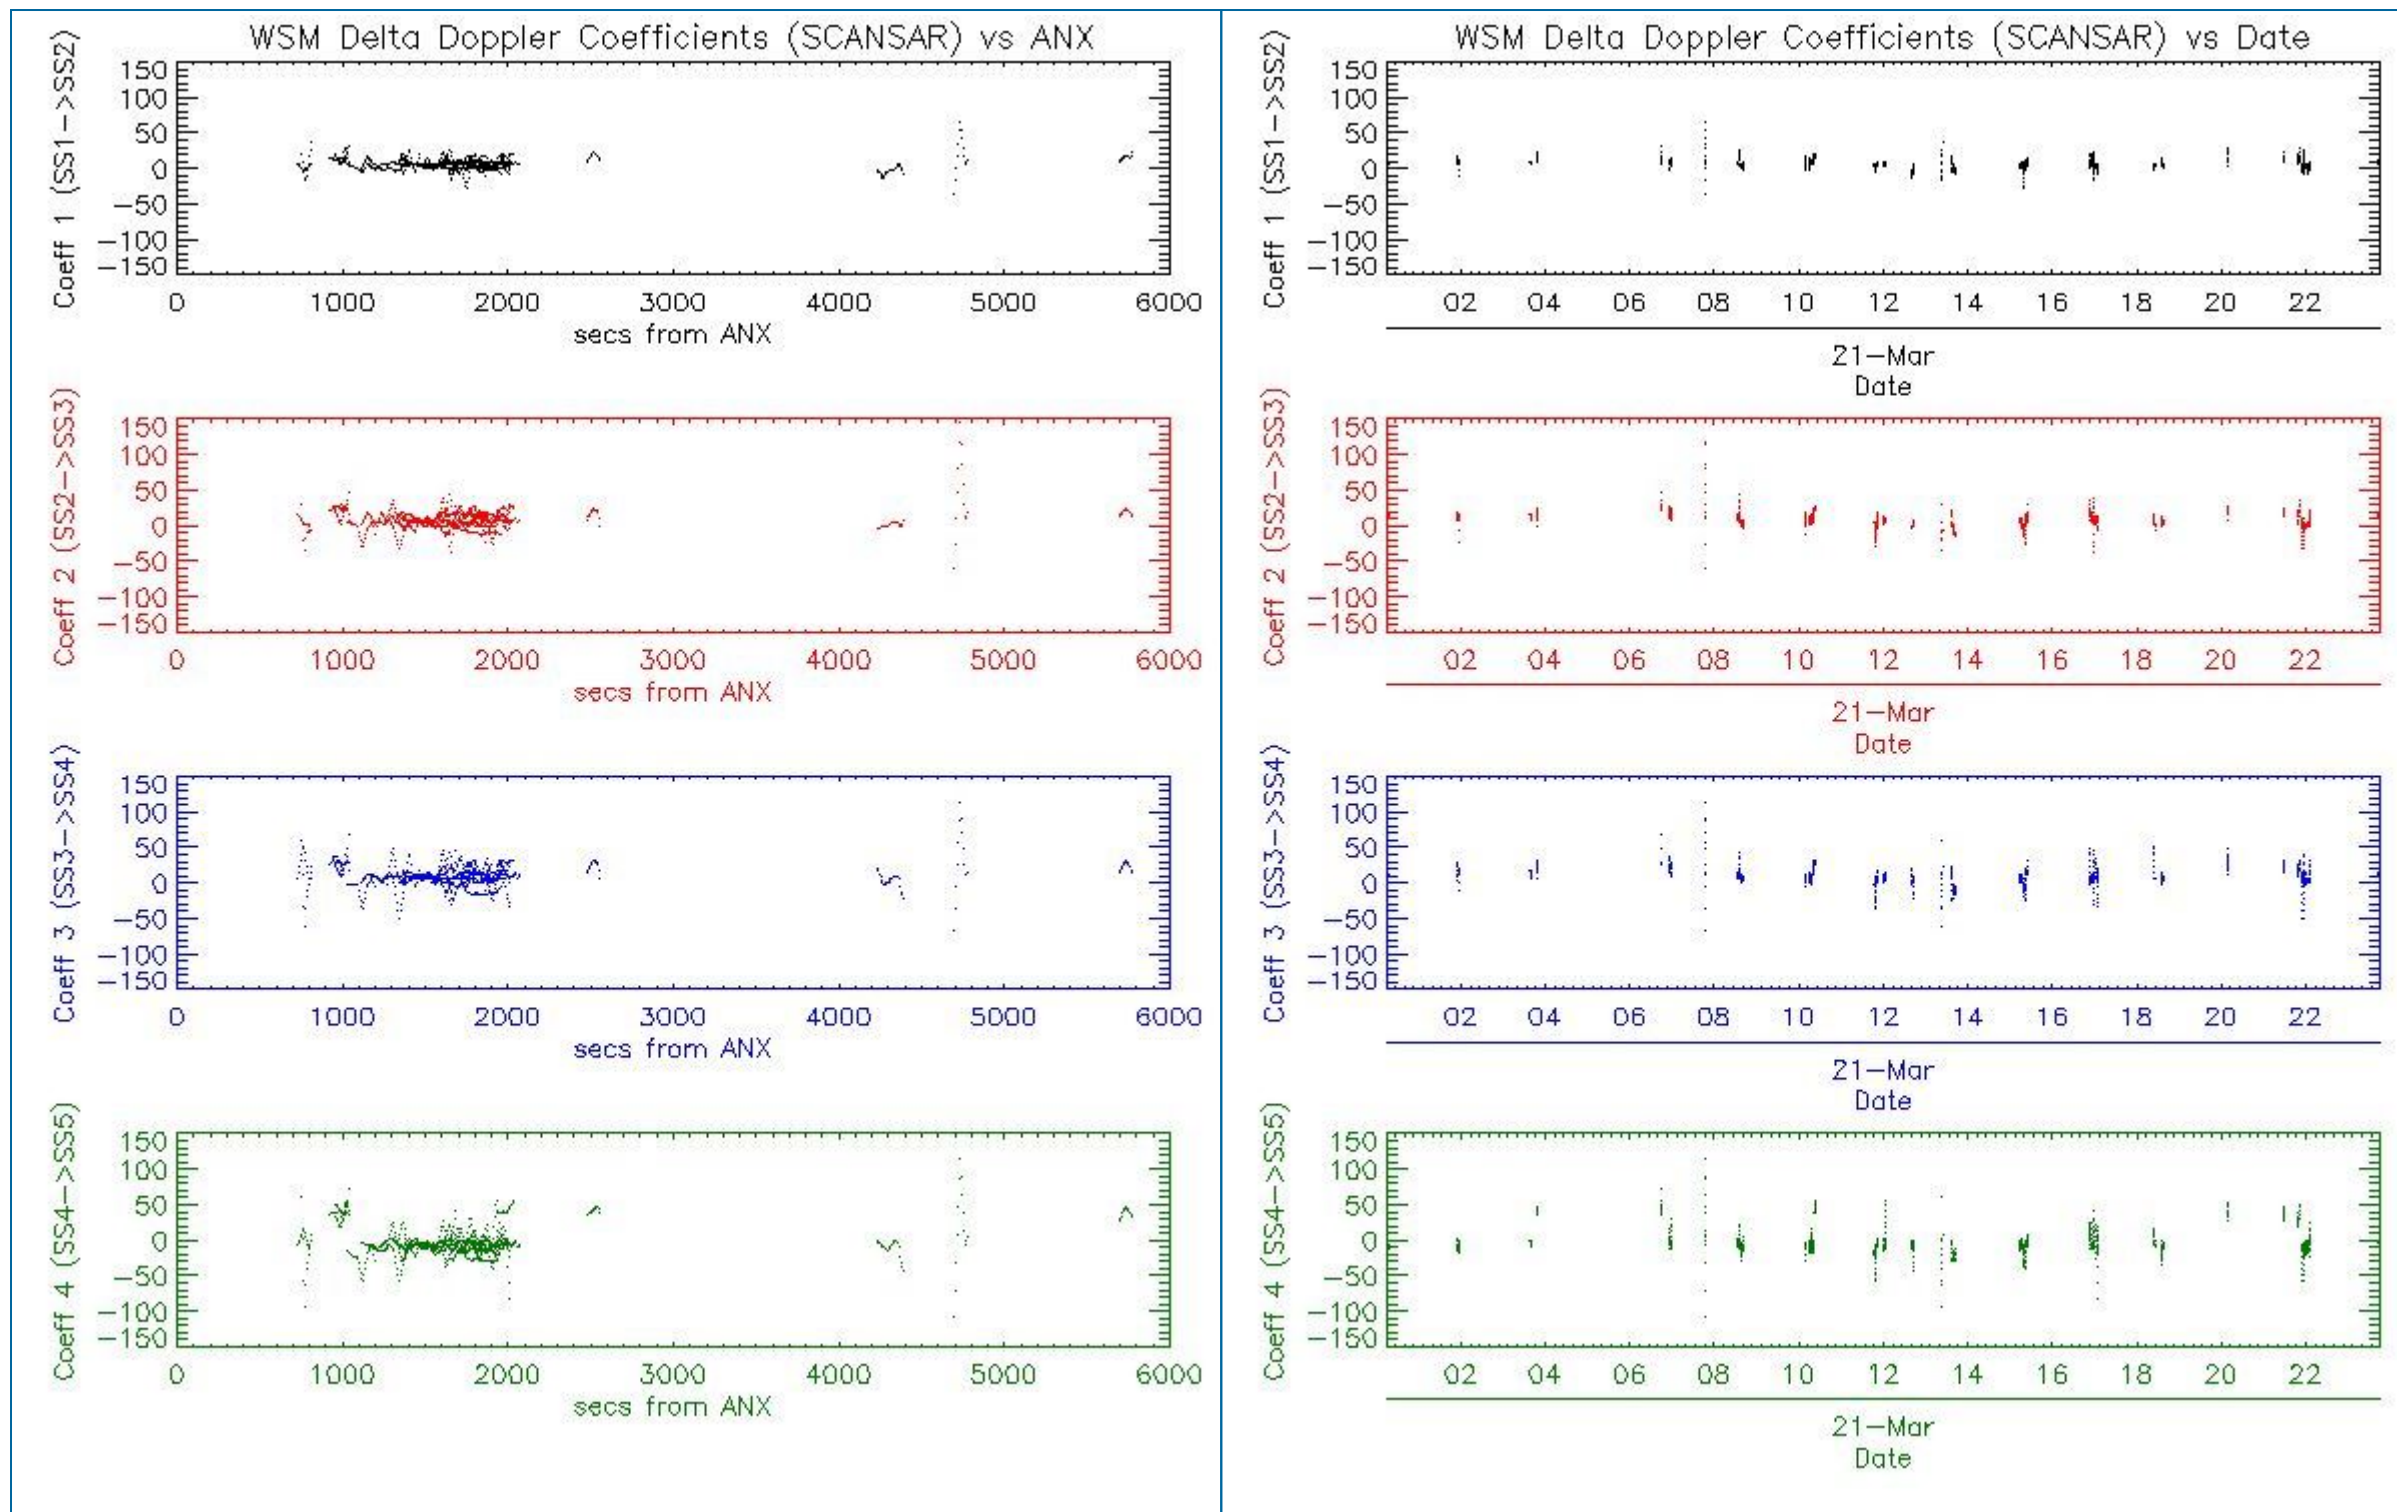 WSM Delta Doppler Coefficients (SCANSAR) vs ANX
Coeff 1 (SS1->SS2)
150
100
50
0
-50
-100
-150
0 1000 2000 3000 4000 5000 6000
secs from ANX
Coeff 2 (SS2->SS3)
150
100
50
0
-50
-100
-150
0 1000 2000 3000 4000 5000 6000
secs from ANX
Coeff 3 (SS3->SS4)
150
100
50
0
-50
-100
-150
0 1000 2000 3000 4000 5000 6000
secs from ANX
Coeff 4 (SS4->SS5)
150
100
50
0
-50
-100
-150
0 1000 2000 3000 4000 5000 6000
secs from ANX
WSM Delta Doppler Coefficients (SCANSAR) vs Date
Coeff 1 (SS1->SS2)
150
100
50
0
-50
-100
-150
02 04 06 08 10 12 14 16 18 20 22
21-Mar
Date
Coeff 2 (SS2->SS3)
150
100
50
0
-50
-100
-150
02 04 06 08 10 12 14 16 18 20 22
21-Mar
Date
Coeff 3 (SS3->SS4)
150
100
50
0
-50
-100
-150
02 04 06 08 10 12 14 16 18 20 22
21-Mar
Date
Coeff 4 (SS4->SS5)
150
100
50
0
-50
-100
-150
02 04 06 08 10 12 14 16 18 20 22
21-Mar
Date